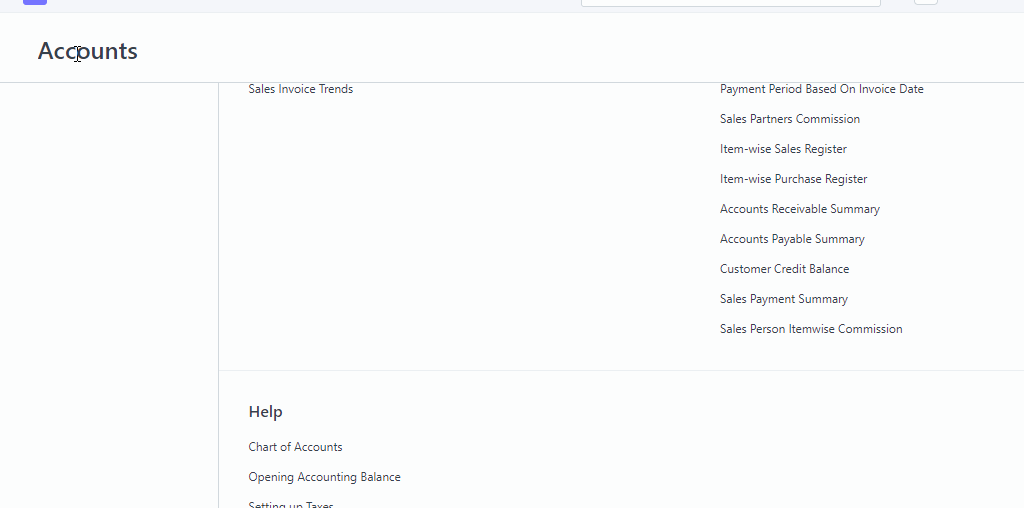 Accounts
Sales Invoice Trends
Payment Period Based On Invoice Date
Sales Partners Commission
Item-wise Sales Register
Item-wise Purchase Register
Accounts Receivable Summary
Accounts Payable Summary
Customer Credit Balance
Sales Payment Summary
Sales Person Itemwise Commission
Help
Chart of Accounts
Opening Accounting Balance
Setting up Taxes